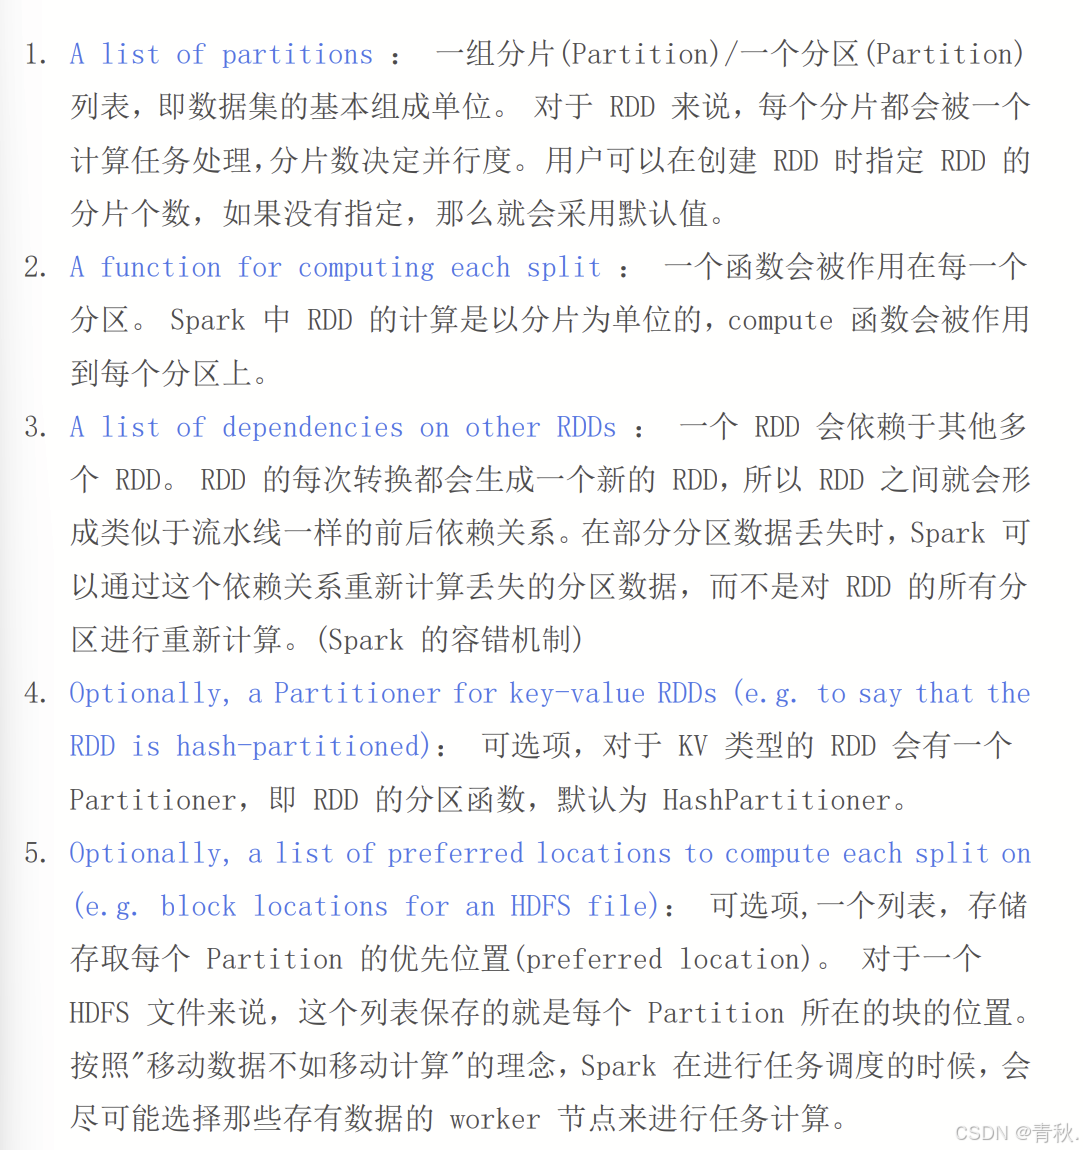 1. A list of partitions ： 一组分片(Partition)/一个分区(Partition)
列表，即数据集的基本组成单位。 对于 RDD 来说，每个分片都会被一个
计算任务处理，分片数决定并行度。用户可以在创建 RDD 时指定 RDD 的
分片个数，如果没有指定，那么就会采用默认值。
2. A function for computing each split ： 一个函数会被作用在每一个
分区。 Spark 中 RDD 的计算是以分片为单位的，compute 函数会被作用
到每个分区上。
3. A list of dependencies on other RDDs ： 一个 RDD 会依赖于其他多
个 RDD。 RDD 的每次转换都会生成一个新的 RDD，所以 RDD 之间就会形
成类似于流水线一样的前后依赖关系。在部分分区数据丢失时，Spark 可
以通过这个依赖关系重新计算丢失的分区数据，而不是对 RDD 的所有分
区进行重新计算。(Spark 的容错机制)
4. Optionally, a Partitioner for key-value RDDs (e.g. to say that the
RDD is hash-partitioned)： 可选项，对于 KV 类型的 RDD 会有一个
Partitioner，即 RDD 的分区函数，默认为 HashPartitioner。
5. Optionally, a list of preferred locations to compute each split on
(e.g. block locations for an HDFS file)： 可选项,一个列表，存储
存取每个 Partition 的优先位置(preferred location)。 对于一个
HDFS 文件来说，这个列表保存的就是每个 Partition 所在的块的位置。
按照"移动数据不如移动计算"的理念，Spark 在进行任务调度的时候，会
尽可能选择那些存有数据的 worker 节点来进行任务计算。
CSDN @青秋.